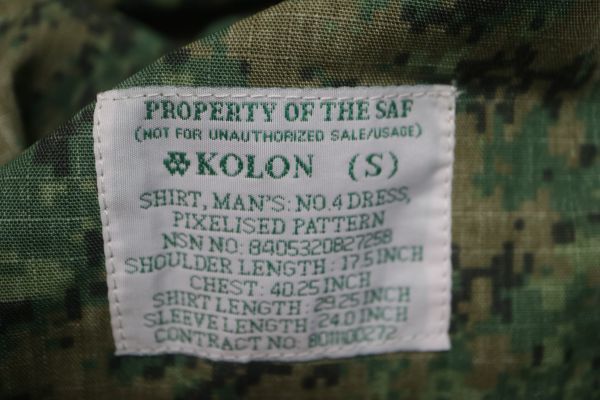 PROPERTY OF THE SAF
(NOT FOR UNAUTHORIZED SALE/USAGE)
KOLON (S)
SHIRT, MAN'S: NO.4 DRESS,
PIXELISED PATTERN
NSN NO: 8405320827258
SHOULDER LENGTH: 17.5 INCH
CHEST: 40.25 INCH
SHIRT LENGTH: 29.25 INCH
SLEEVE LENGTH: 24.0 INCH
CONTRACT NO: 8011100272